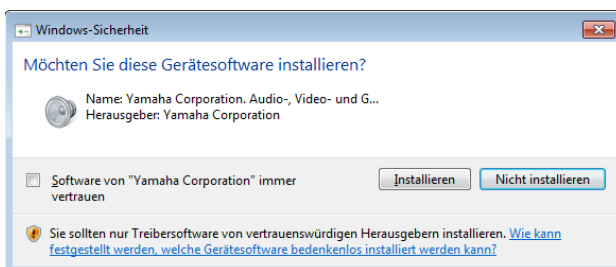 Windows-Sicherheit
Möchten Sie diese Gerätesoftware installieren?
Name: Yamaha Corporation. Audio-, Video- und G...
Herausgeber: Yamaha Corporation
Software von "Yamaha Corporation" immer
vertrauen
Installieren
Nicht installieren
Sie sollten nur Treibersoftware von vertrauenswürdigen Herausgebern installieren. Wie kann
festgestellt werden, welche Gerätesoftware bedenkenlos installiert werden kann?